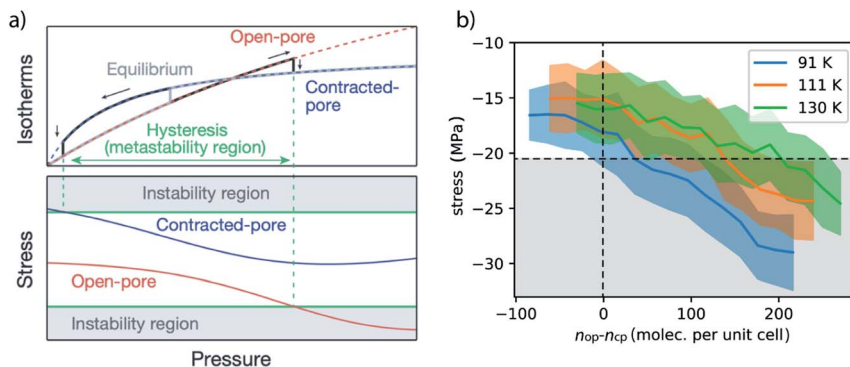 a)
Isotherms
Open-pore
Equilibrium
Contracted-
pore
Hysteresis
(metastability region)
Stress
Instability region
Contracted-pore
Open-pore
Instability region
Pressure
b)
stress (MPa)
−10
−15
−20
−25
−30
91 K
111 K
130 K
−100 0 100 200
nop-ncp (molec. per unit cell)